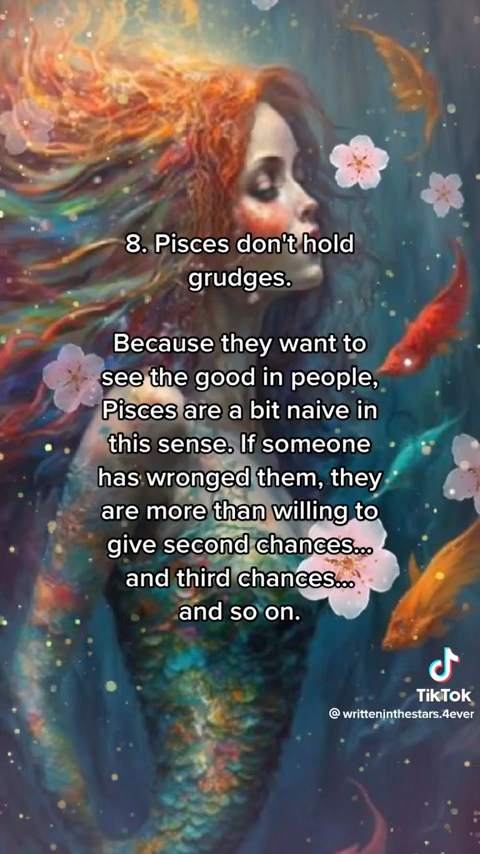 8. Pisces don't hold
grudges.
Because they want to
see the good in people,
Pisces are a bit naive in
this sense. If someone
has wronged them, they
are more than willing to
give second chances...
and third chances...
and so on.
TikTok
@writteninthestars.4ever